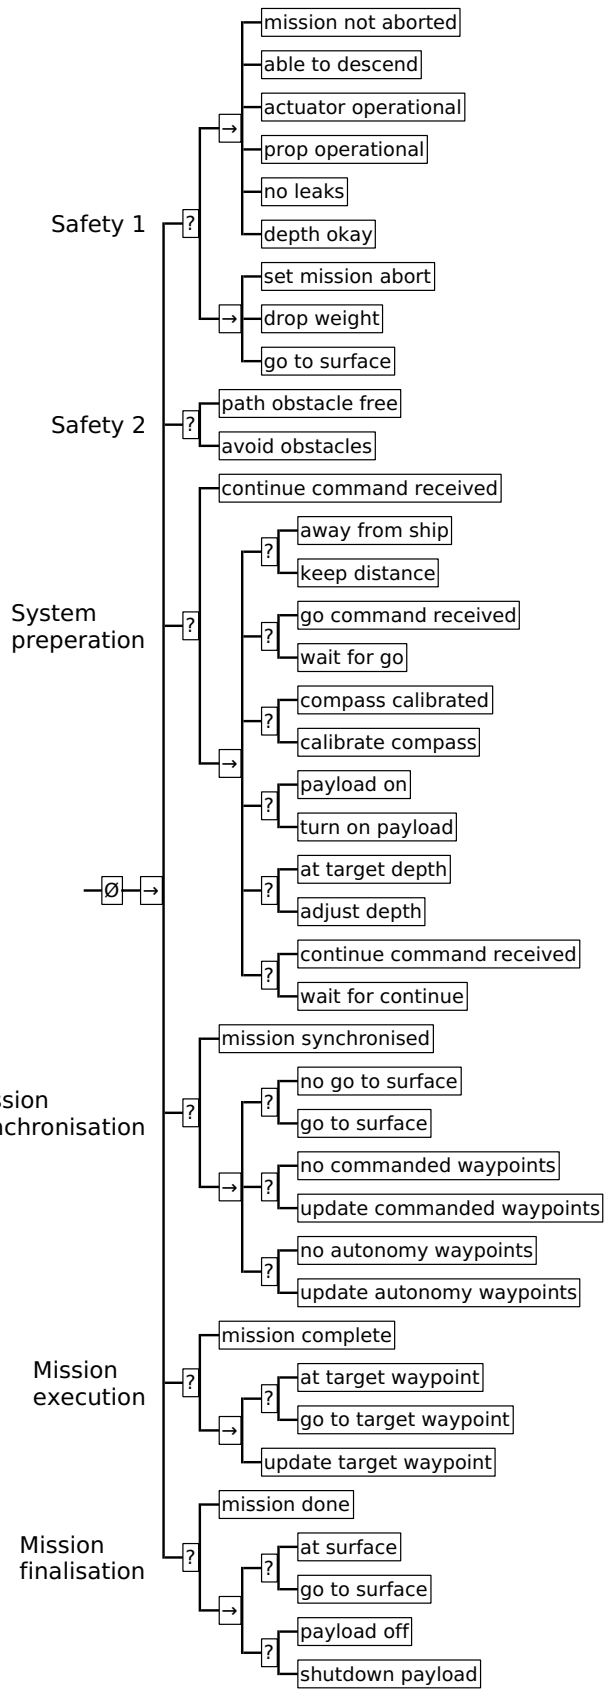 mission not aborted
able to descend
actuator operational
→
prop operational
no leaks
Safety 1
?
depth okay
set mission abort
→
drop weight
go to surface
path obstacle free
Safety 2
?
avoid obstacles
continue command received
away from ship
?
keep distance
System
preperation
?
go command received
?
wait for go
compass calibrated
?
calibrate compass
→
payload on
?
turn on payload
at target depth
Ø
→
?
adjust depth
continue command received
?
wait for continue
mission synchronised
no go to surface
ssion
nchronisation
?
?
go to surface
no commanded waypoints
→
?
update commanded waypoints
no autonomy waypoints
?
update autonomy waypoints
mission complete
Mission
execution
?
at target waypoint
?
go to target waypoint
→
update target waypoint
mission done
Mission
finalisation
?
at surface
?
go to surface
→
payload off
?
shutdown payload